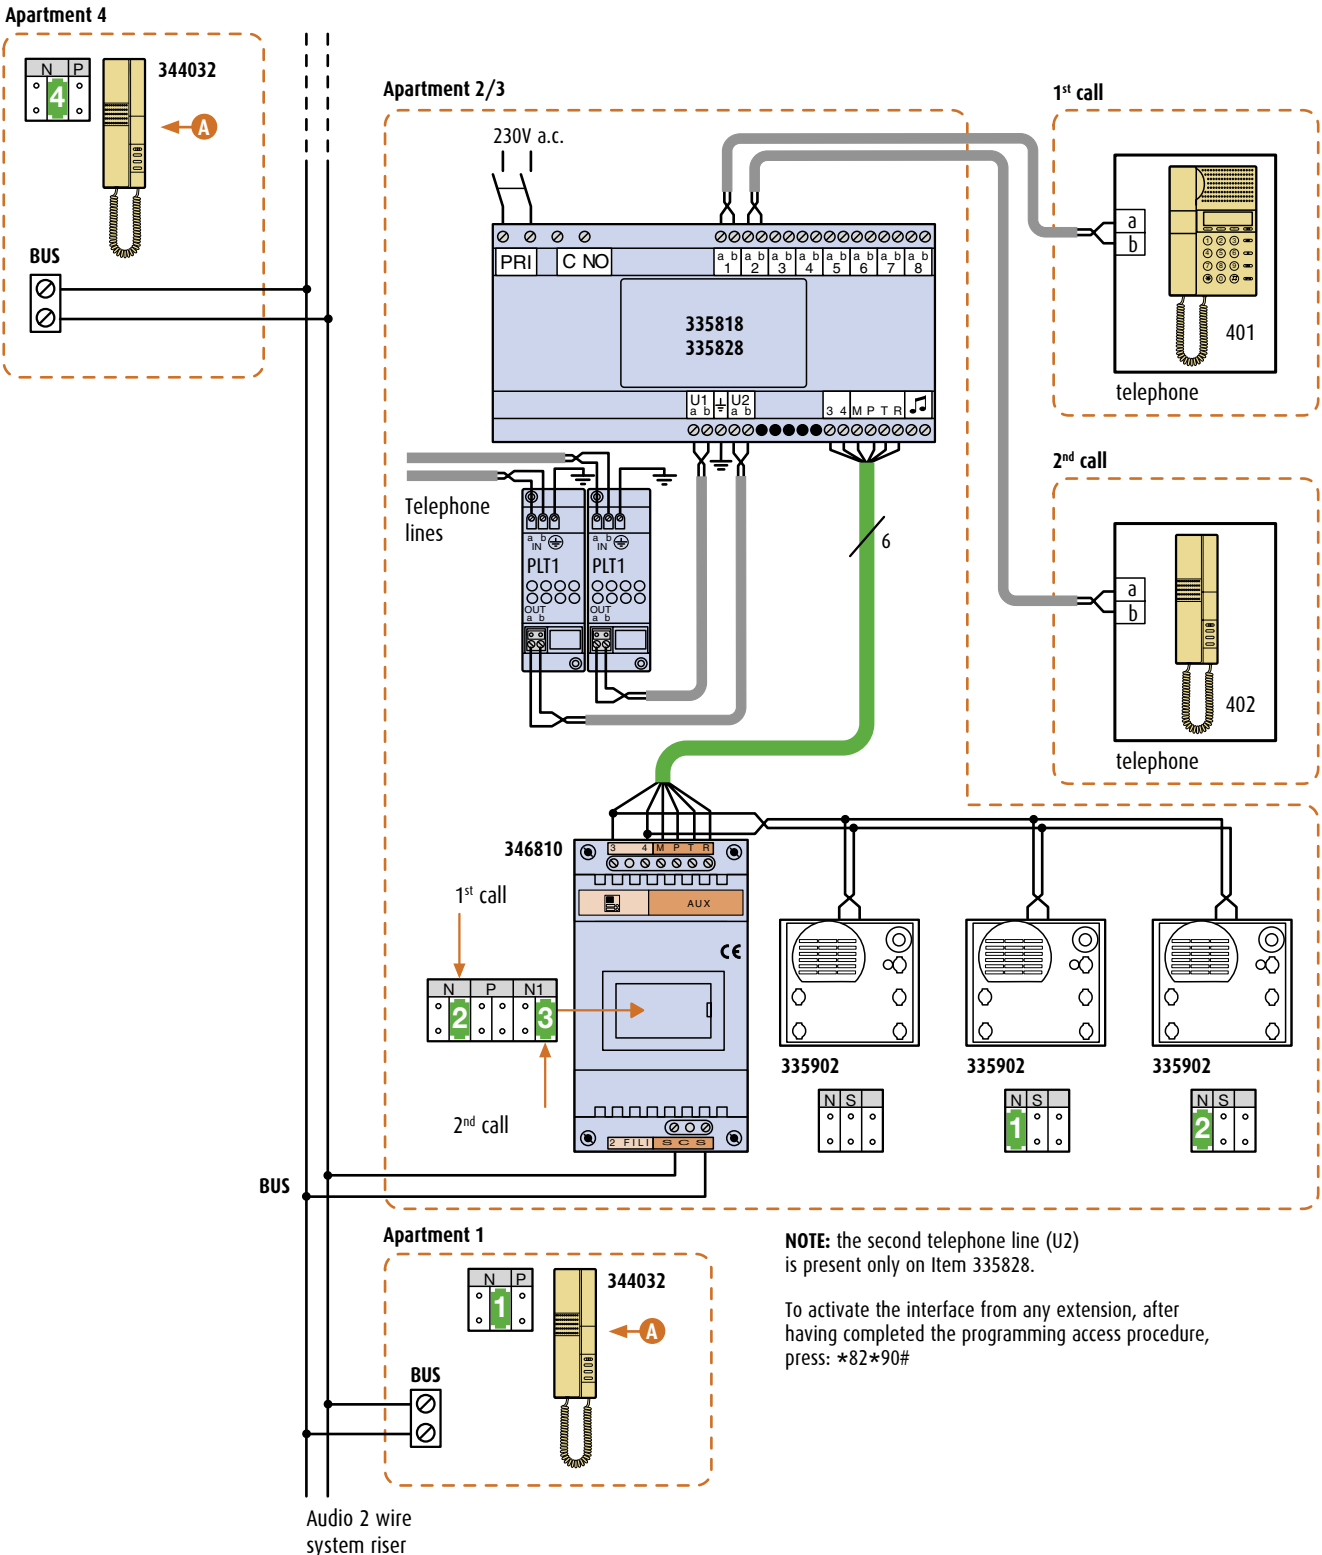 Apartment 4
N P
4
344032
A
BUS
Apartment 2/3
230V a.c.
PRI
C NO
a b a b a b a b a b a b a b a b
1 2 3 4 5 6 7 8
335818
335828
U1 U2
a b a b
3 4 M P T R
1st call
a
b
401
telephone
2nd call
a
b
402
telephone
Telephone
lines
a b
IN
PLT1
OUT
a b
a b
IN
PLT1
OUT
a b
6
346810
3 4 M P T R
AUX
CE
1st call
N P N1
2 3
2nd call
2 FILI S C S
335902
N S
335902
N S
1
335902
N S
2
BUS
Apartment 1
N P
1
344032
A
BUS
NOTE: the second telephone line (U2)
is present only on Item 335828.
To activate the interface from any extension, after
having completed the programming access procedure,
press: *82*90#
Audio 2 wire
system riser